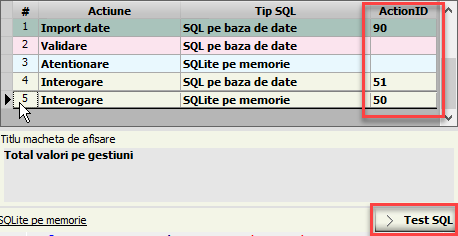 # Actiune Tip SQL ActionID
1 Import date SQL pe baza de date 90
2 Validare SQL pe baza de date
3 Atentionare SQLite pe memorie
4 Interogare SQL pe baza de date 51
5 Interogare SQLite pe memorie 50
Titlu macheta de afisare
Total valori pe gestiuni
SQLite pe memorie > Test SQL